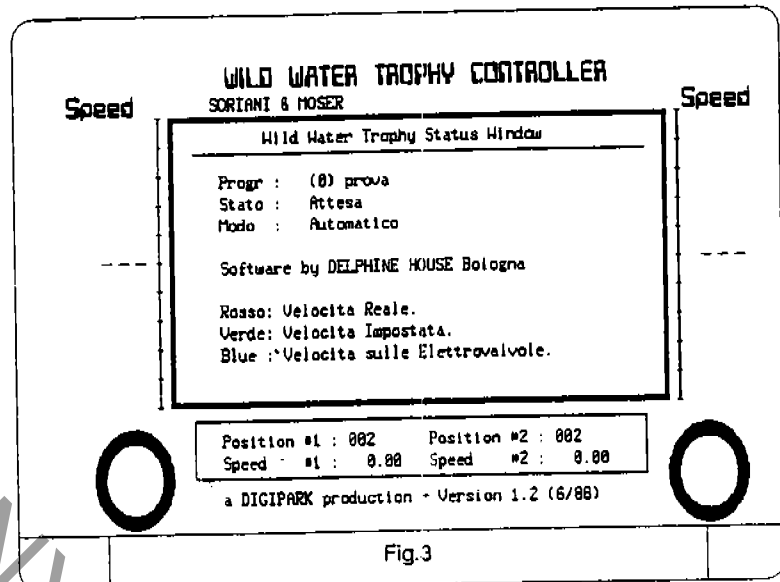 WILD WATER TROPHY CONTROLLER
Speed SORIANI & MOSER Speed
Wild Water Trophy Status Window
Progr : (0) prova
Stato : Attesa
Modo : Automatico
Software by DELPHINE HOUSE Bologna
Rosso: Velocita Reale.
Verde: Velocita Impostata.
Blue : Velocita sulle Elettrovalvole.
Position #1 : 002 Position #2 : 002
Speed #1 : 0.00 Speed #2 : 0.00
a DIGIPARK production - Version 1.2 (6/88)
Fig.3